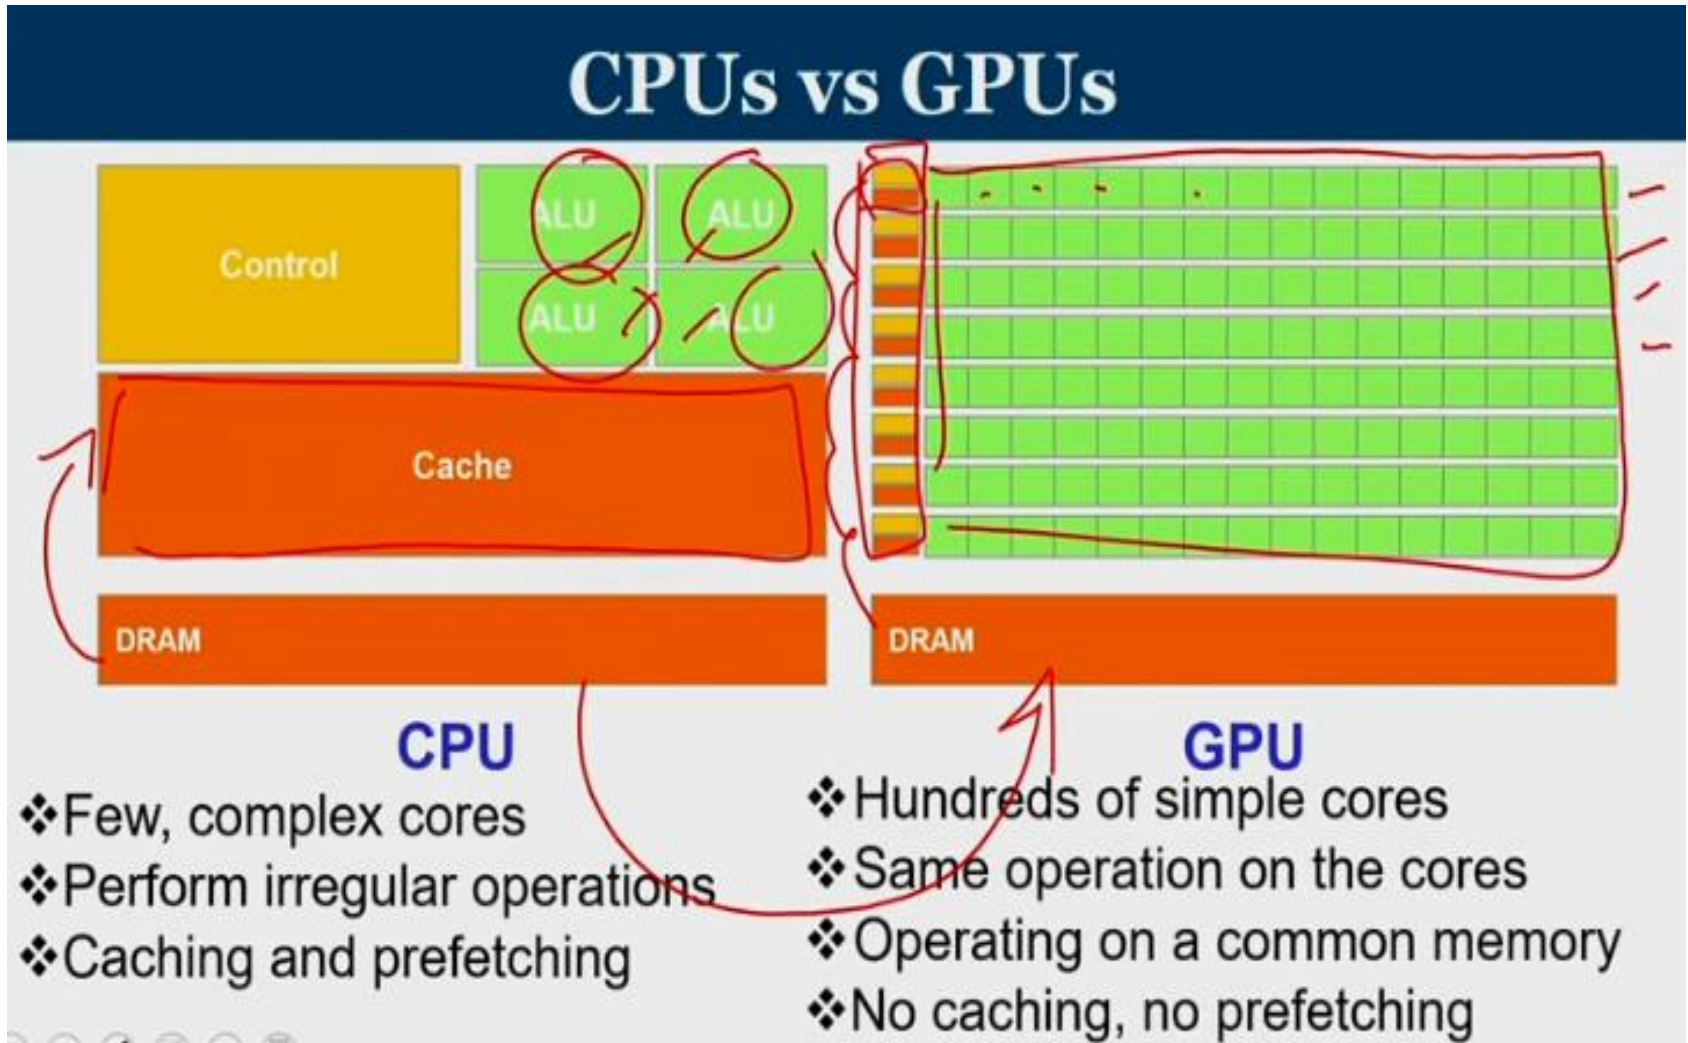 CPUs vs GPUs
Control
ALU
ALU
ALU
ALU
Cache
DRAM
DRAM
CPU
❖Few, complex cores
❖Perform irregular operations
❖Caching and prefetching
GPU
❖Hundreds of simple cores
❖Same operation on the cores
❖Operating on a common memory
❖No caching, no prefetching